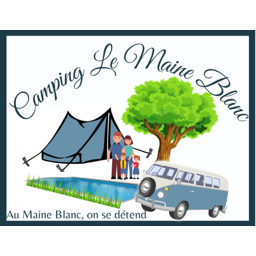 Camping Le Maine Blanc
Au Maine Blanc, on se détend